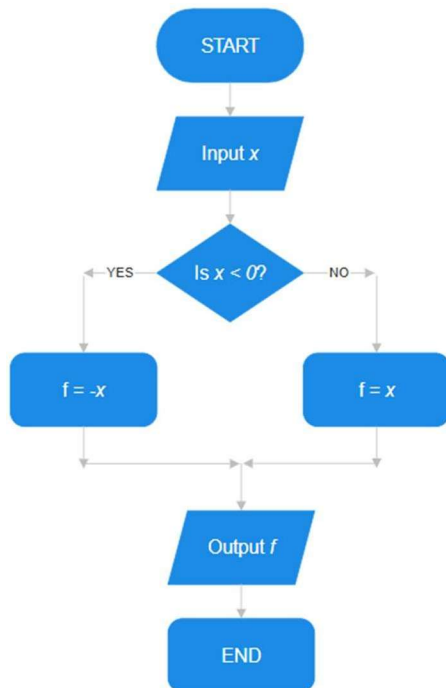 START
Input x
Is x < 0?
YES
NO
f = -x
f = x
Output f
END